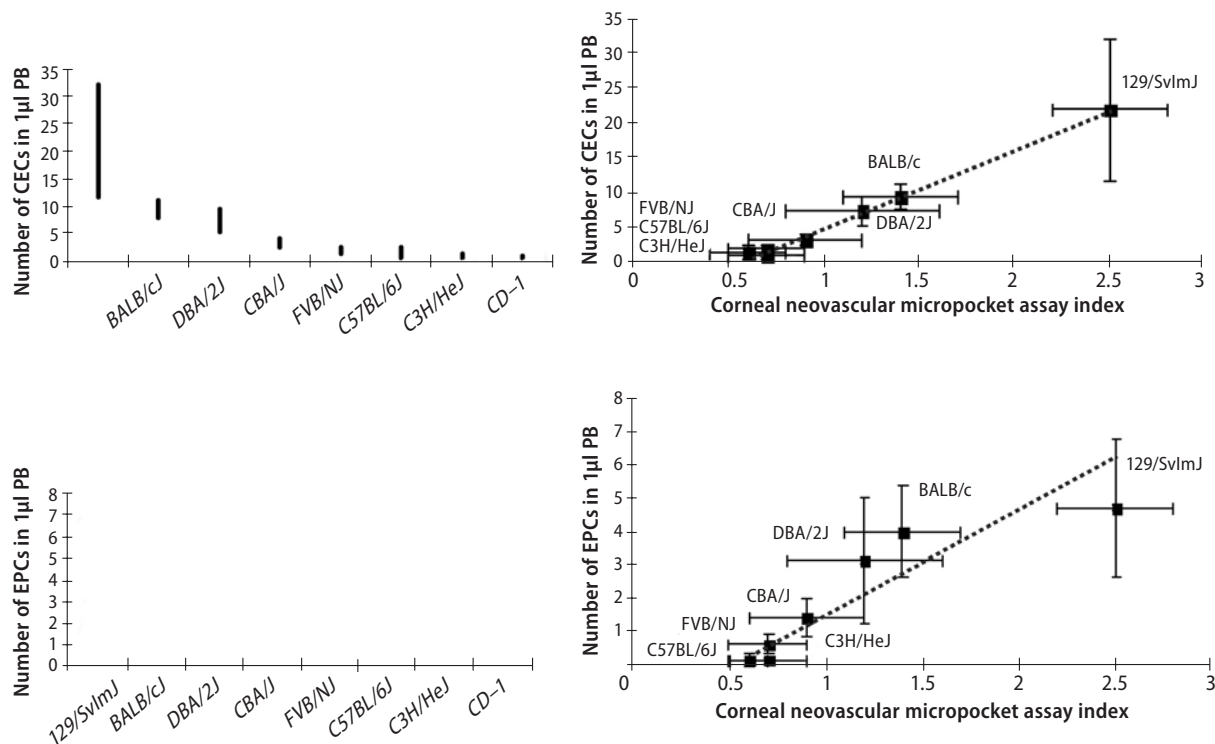 Number of CECs in 1µl PB
35
30
25
20
15
10
5
0
BALB/cJ
DBA/2J
CBA/J
FVB/NJ
C57BL/6J
C3H/HeJ
CD–1
Number of CECs in 1µl PB
35
30
25
20
15
10
5
0
129/SvlmJ
BALB/c
FVB/NJ
CBA/J
C57BL/6J
DBA/2J
C3H/HeJ
0 0.5 1 1.5 2 2.5 3
Corneal neovascular micropocket assay index
Number of EPCs in 1µl PB
8
7
6
5
4
3
2
1
0
129/SvlmJ
BALB/cJ
DBA/2J
CBA/J
FVB/NJ
C57BL/6J
C3H/HeJ
CD–1
Number of EPCs in 1µl PB
8
7
6
5
4
3
2
1
0
129/SvlmJ
BALB/c
DBA/2J
CBA/J
FVB/NJ
C3H/HeJ
C57BL/6J
0 0.5 1 1.5 2 2.5 3
Corneal neovascular micropocket assay index